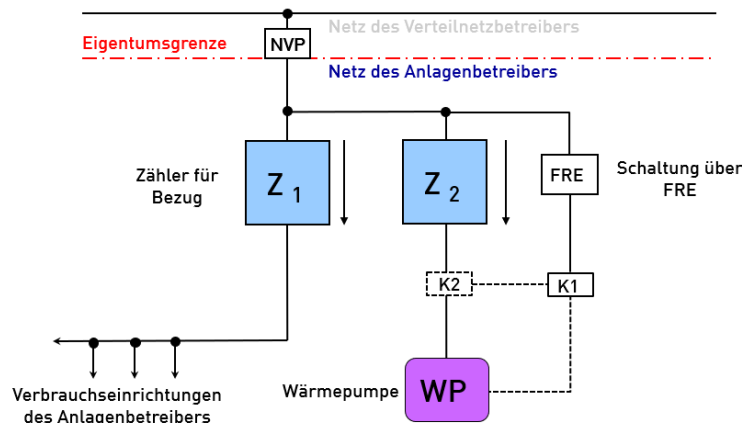 Netz des Verteilnetzbetreibers
Eigentumsgrenze
NVP
Netz des Anlagenbetreibers
Zähler für
Bezug
Z 1
Z 2
FRE
Schaltung über
FRE
K2
K1
Wärmepumpe
WP
Verbrauchseinrichtungen
des Anlagenbetreibers